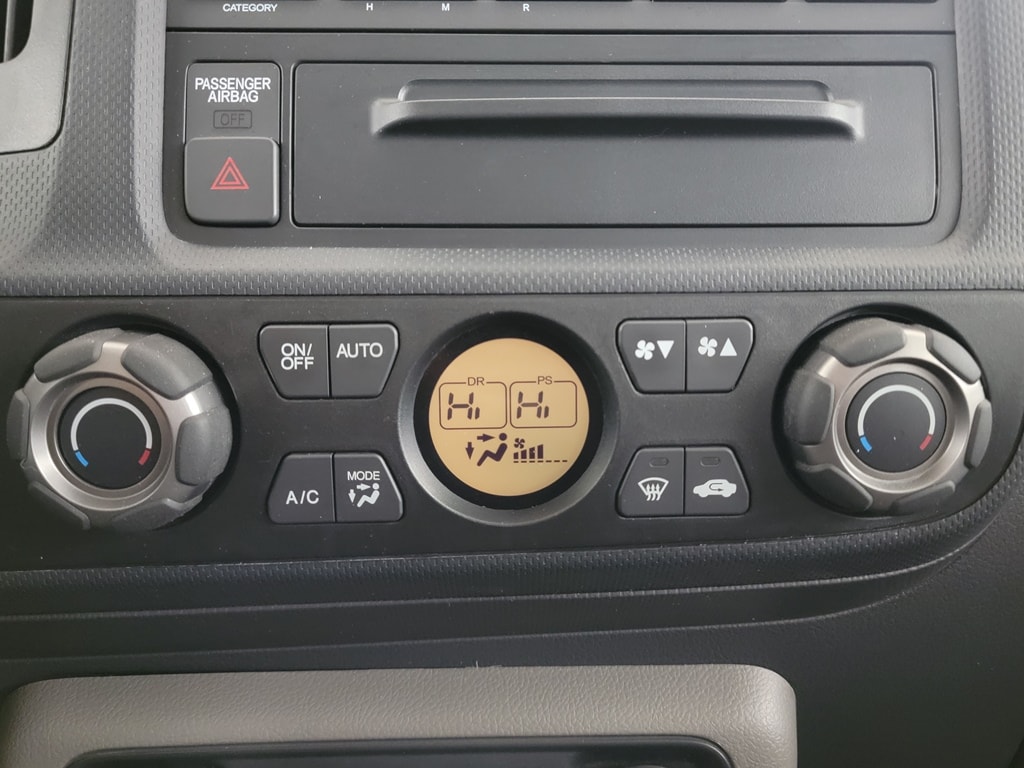 CATEGORY H M R
PASSENGER
AIRBAG
OFF
ON/
OFF
AUTO
DR PS
Hi Hi
A/C
MODE